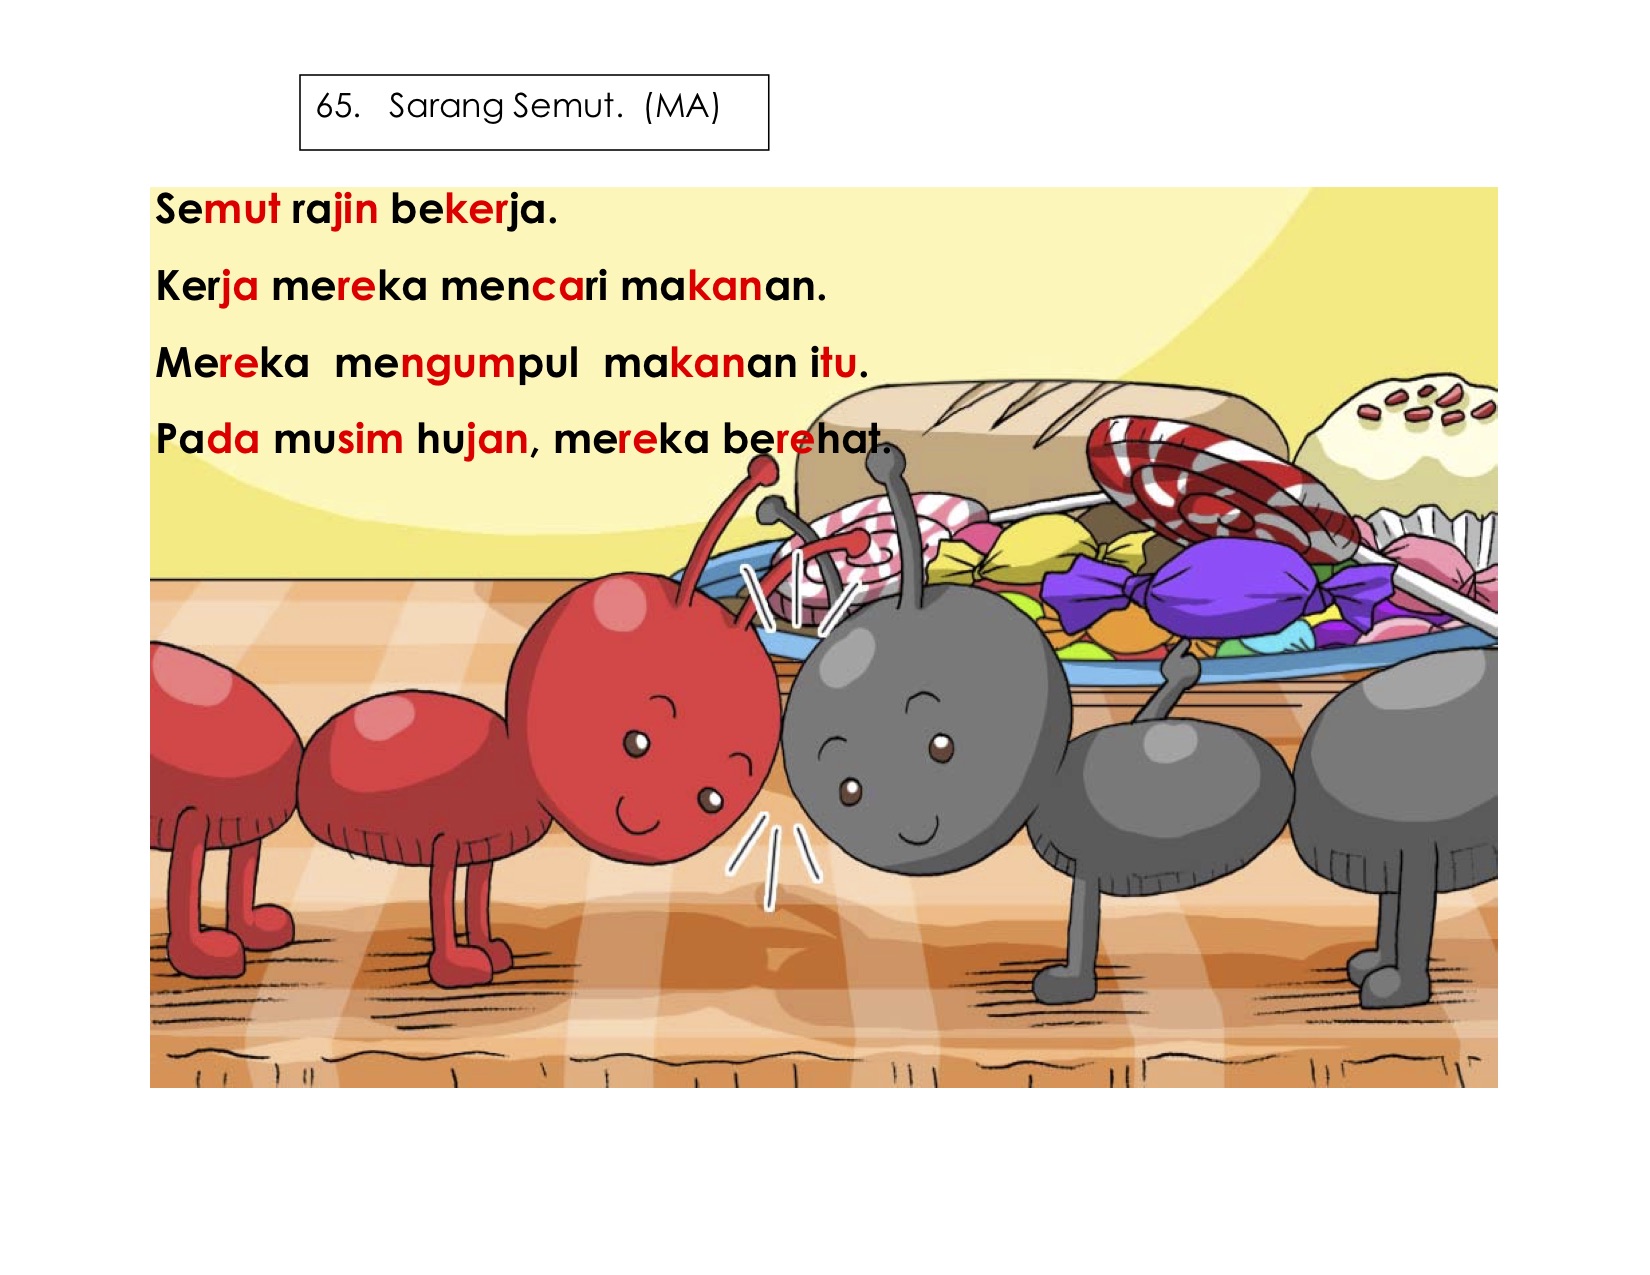 65. Sarang Semut. (MA)
Semut rajin bekerja.
Kerja mereka mencari makanan.
Mereka mengumpul makanan itu.
Pada musim hujan, mereka berehat.